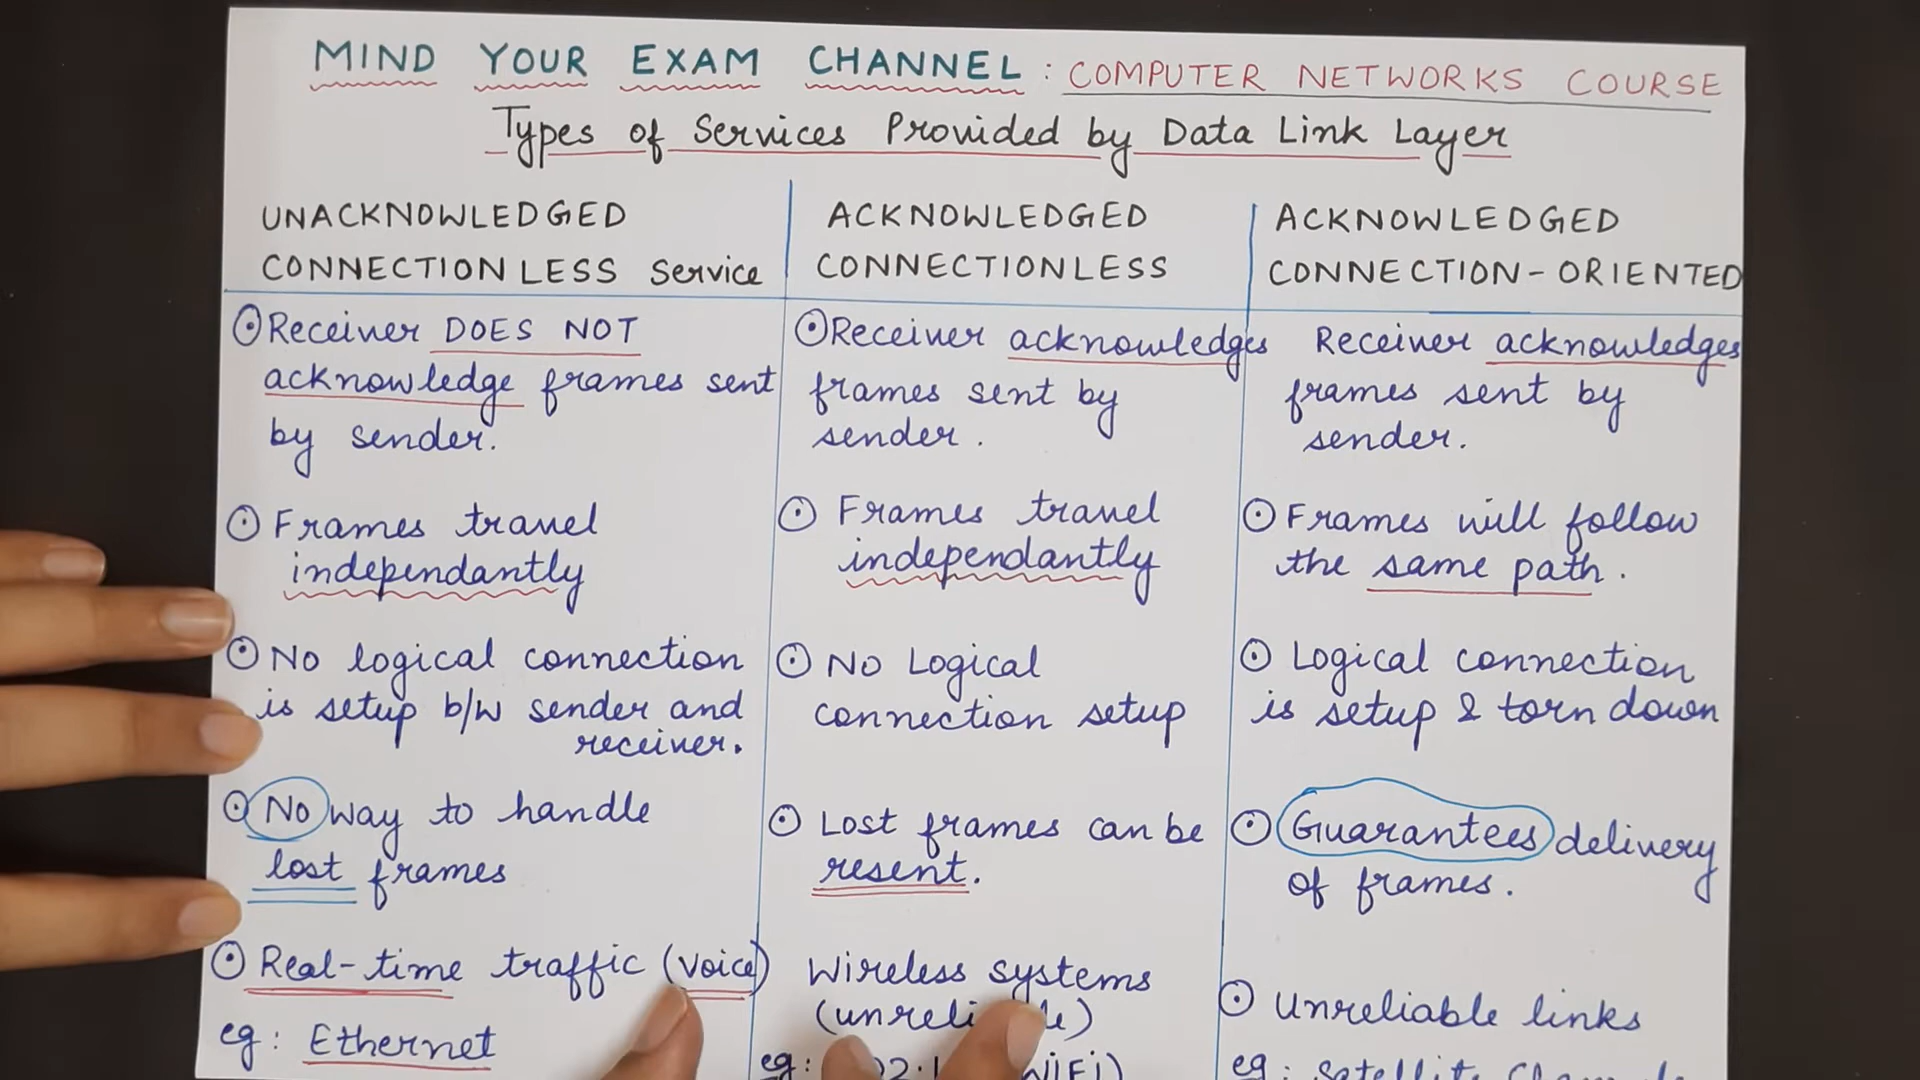 MIND YOUR EXAM CHANNEL : COMPUTER NETWORKS COURSE
Types of Services Provided by Data Link Layer
UNACKNOWLEDGED
CONNECTIONLESS Service
⊙ Receiver DOES NOT
acknowledge frames sent
by sender.
⊙ Frames travel
independantly
⊙ No logical connection
is setup b/w sender and
receiver.
⊙ No way to handle
lost frames
⊙ Real-time traffic (voice)
eg: Ethernet
ACKNOWLEDGED
CONNECTIONLESS
⊙ Receiver acknowledges
frames sent by
sender.
⊙ Frames travel
independantly
⊙ No Logical
connection setup
⊙ Lost frames can be
resent.
Wireless systems
eg: WiFi)
ACKNOWLEDGED
CONNECTION-ORIENTED
Receiver acknowledges
frames sent by
sender.
⊙ Frames will follow
the same path.
⊙ Logical connection
is setup & torn down
⊙ Guarantees delivery
of frames.
⊙ Unreliable links
eg: Satellite